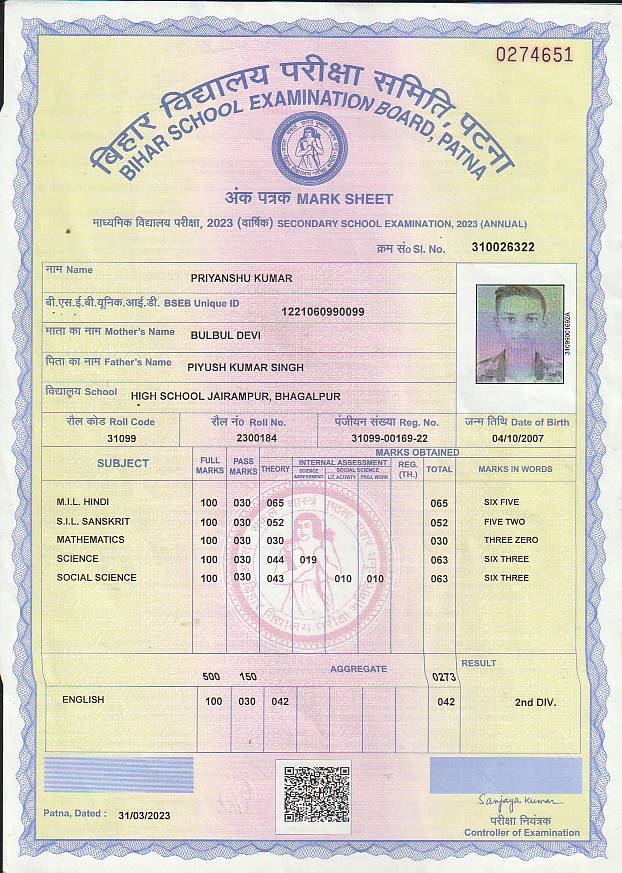 0274651
बिहार विद्यालय परीक्षा समिति, पटना
BIHAR SCHOOL EXAMINATION BOARD, PATNA
अंक पत्रक MARK SHEET
माध्यमिक विद्यालय परीक्षा, 2023 (वार्षिक) SECONDARY SCHOOL EXAMINATION, 2023 (ANNUAL)
क्रम सं० Sl. No. 310026322
नाम Name PRIYANSHU KUMAR
बी.एस.ई.बी.यूनिक.आई.डी. BSEB Unique ID 1221060990099
माता का नाम Mother's Name BULBUL DEVI
पिता का नाम Father's Name PIYUSH KUMAR SINGH
विद्यालय School HIGH SCHOOL JAIRAMPUR, BHAGALPUR
रौल कोड Roll Code रौल नं० Roll No. पंजीयन संख्या Reg. No. जन्म तिथि Date of Birth
31099 2300184 31099-00169-22 04/10/2007
SUBJECT FULL MARKS PASS MARKS MARKS OBTAINED
THEORY INTERNAL ASSESSMENT REG. (TH.) TOTAL MARKS IN WORDS
SCIENCE ASSESSMENT SOCIAL SCIENCE
LIT. ACTIVITY PROJ. WORK
M.I.L. HINDI 100 030 065 065 SIX FIVE
S.I.L. SANSKRIT 100 030 052 052 FIVE TWO
MATHEMATICS 100 030 030 030 THREE ZERO
SCIENCE 100 030 044 019 063 SIX THREE
SOCIAL SCIENCE 100 030 043 010 010 063 SIX THREE
500 150 AGGREGATE 0273 RESULT
ENGLISH 100 030 042 042 2nd DIV.
Patna, Dated : 31/03/2023
Sanjaya Kumar
परीक्षा नियंत्रक
Controller of Examination